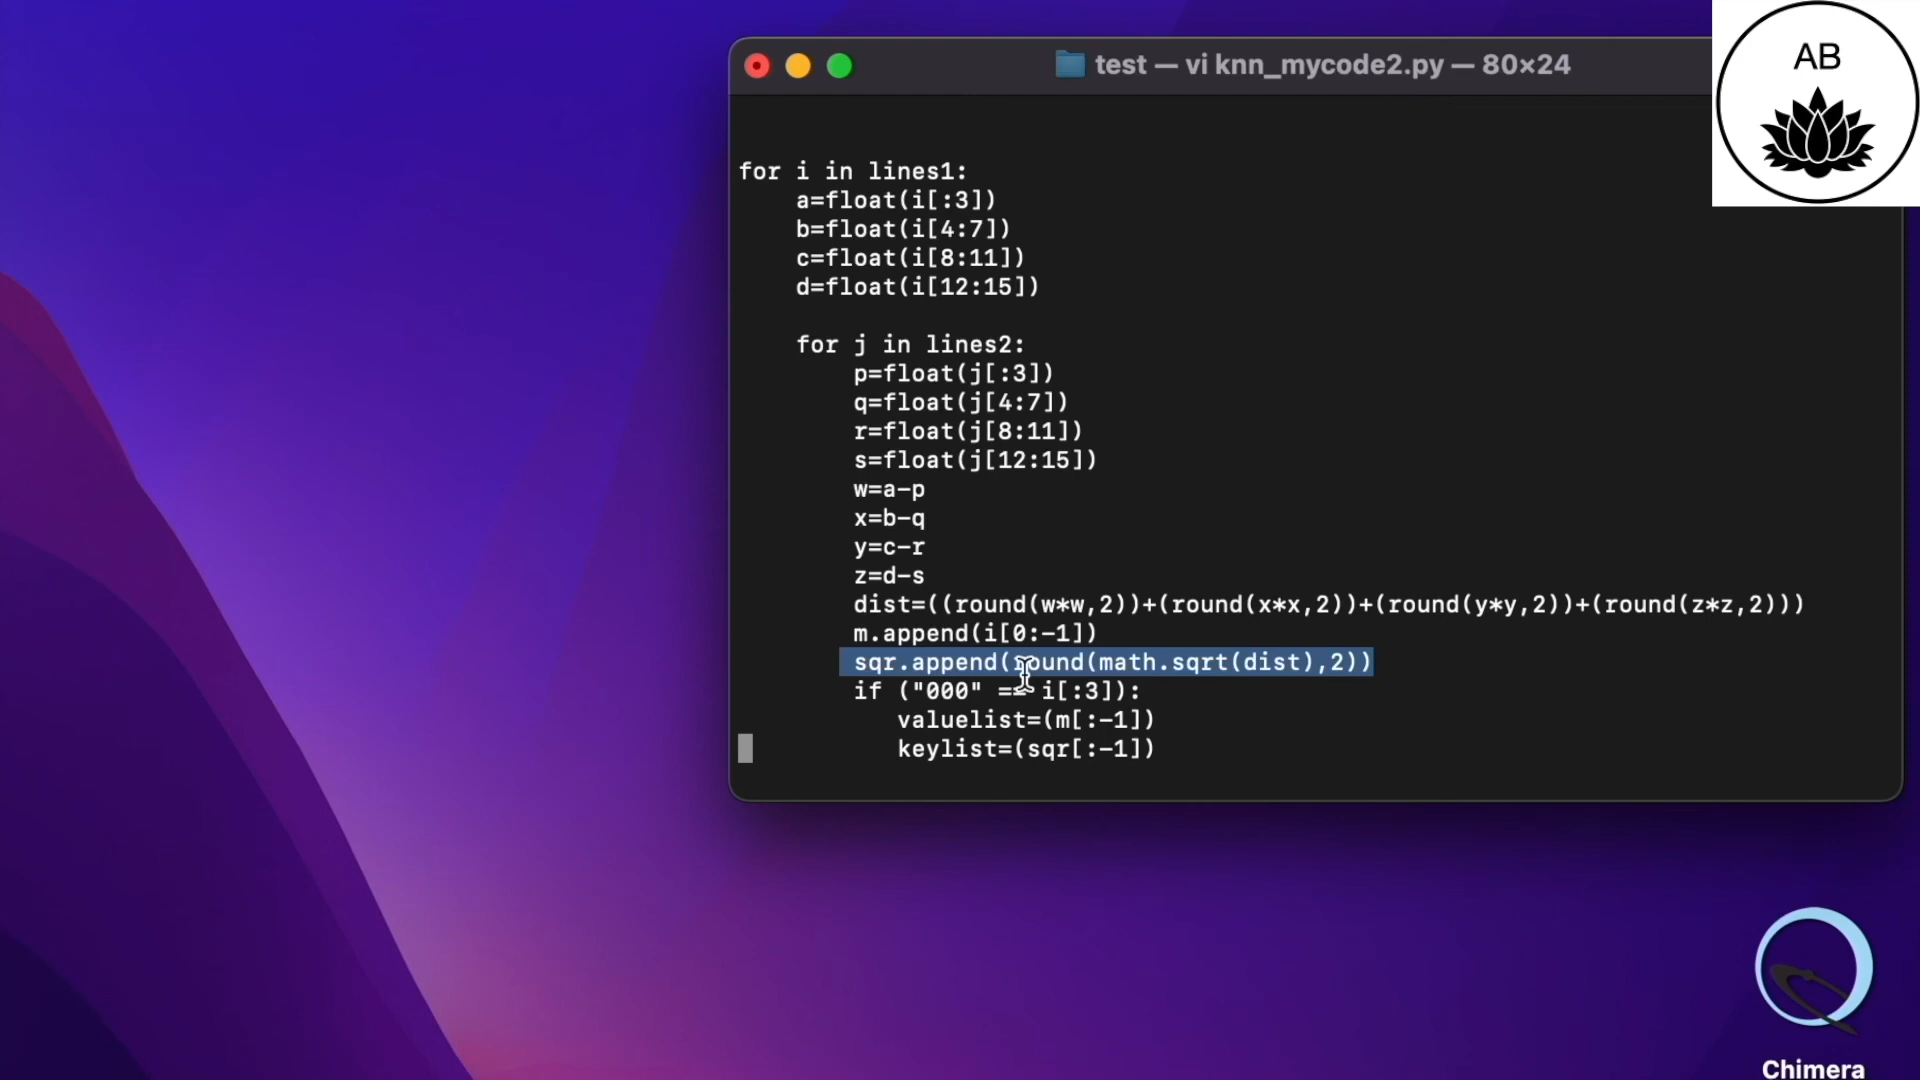 test — vi knn_mycode2.py — 80×24
AB
for i in lines1:
a=float(i[:3])
b=float(i[4:7])
c=float(i[8:11])
d=float(i[12:15])
for j in lines2:
p=float(j[:3])
q=float(j[4:7])
r=float(j[8:11])
s=float(j[12:15])
w=a-p
x=b-q
y=c-r
z=d-s
dist=((round(w*w,2))+(round(x*x,2))+(round(y*y,2))+(round(z*z,2)))
m.append(i[0:-1])
sqr.append(round(math.sqrt(dist),2))
if ("000" == i[:3]):
valuelist=(m[:-1])
keylist=(sqr[:-1])
Chimera